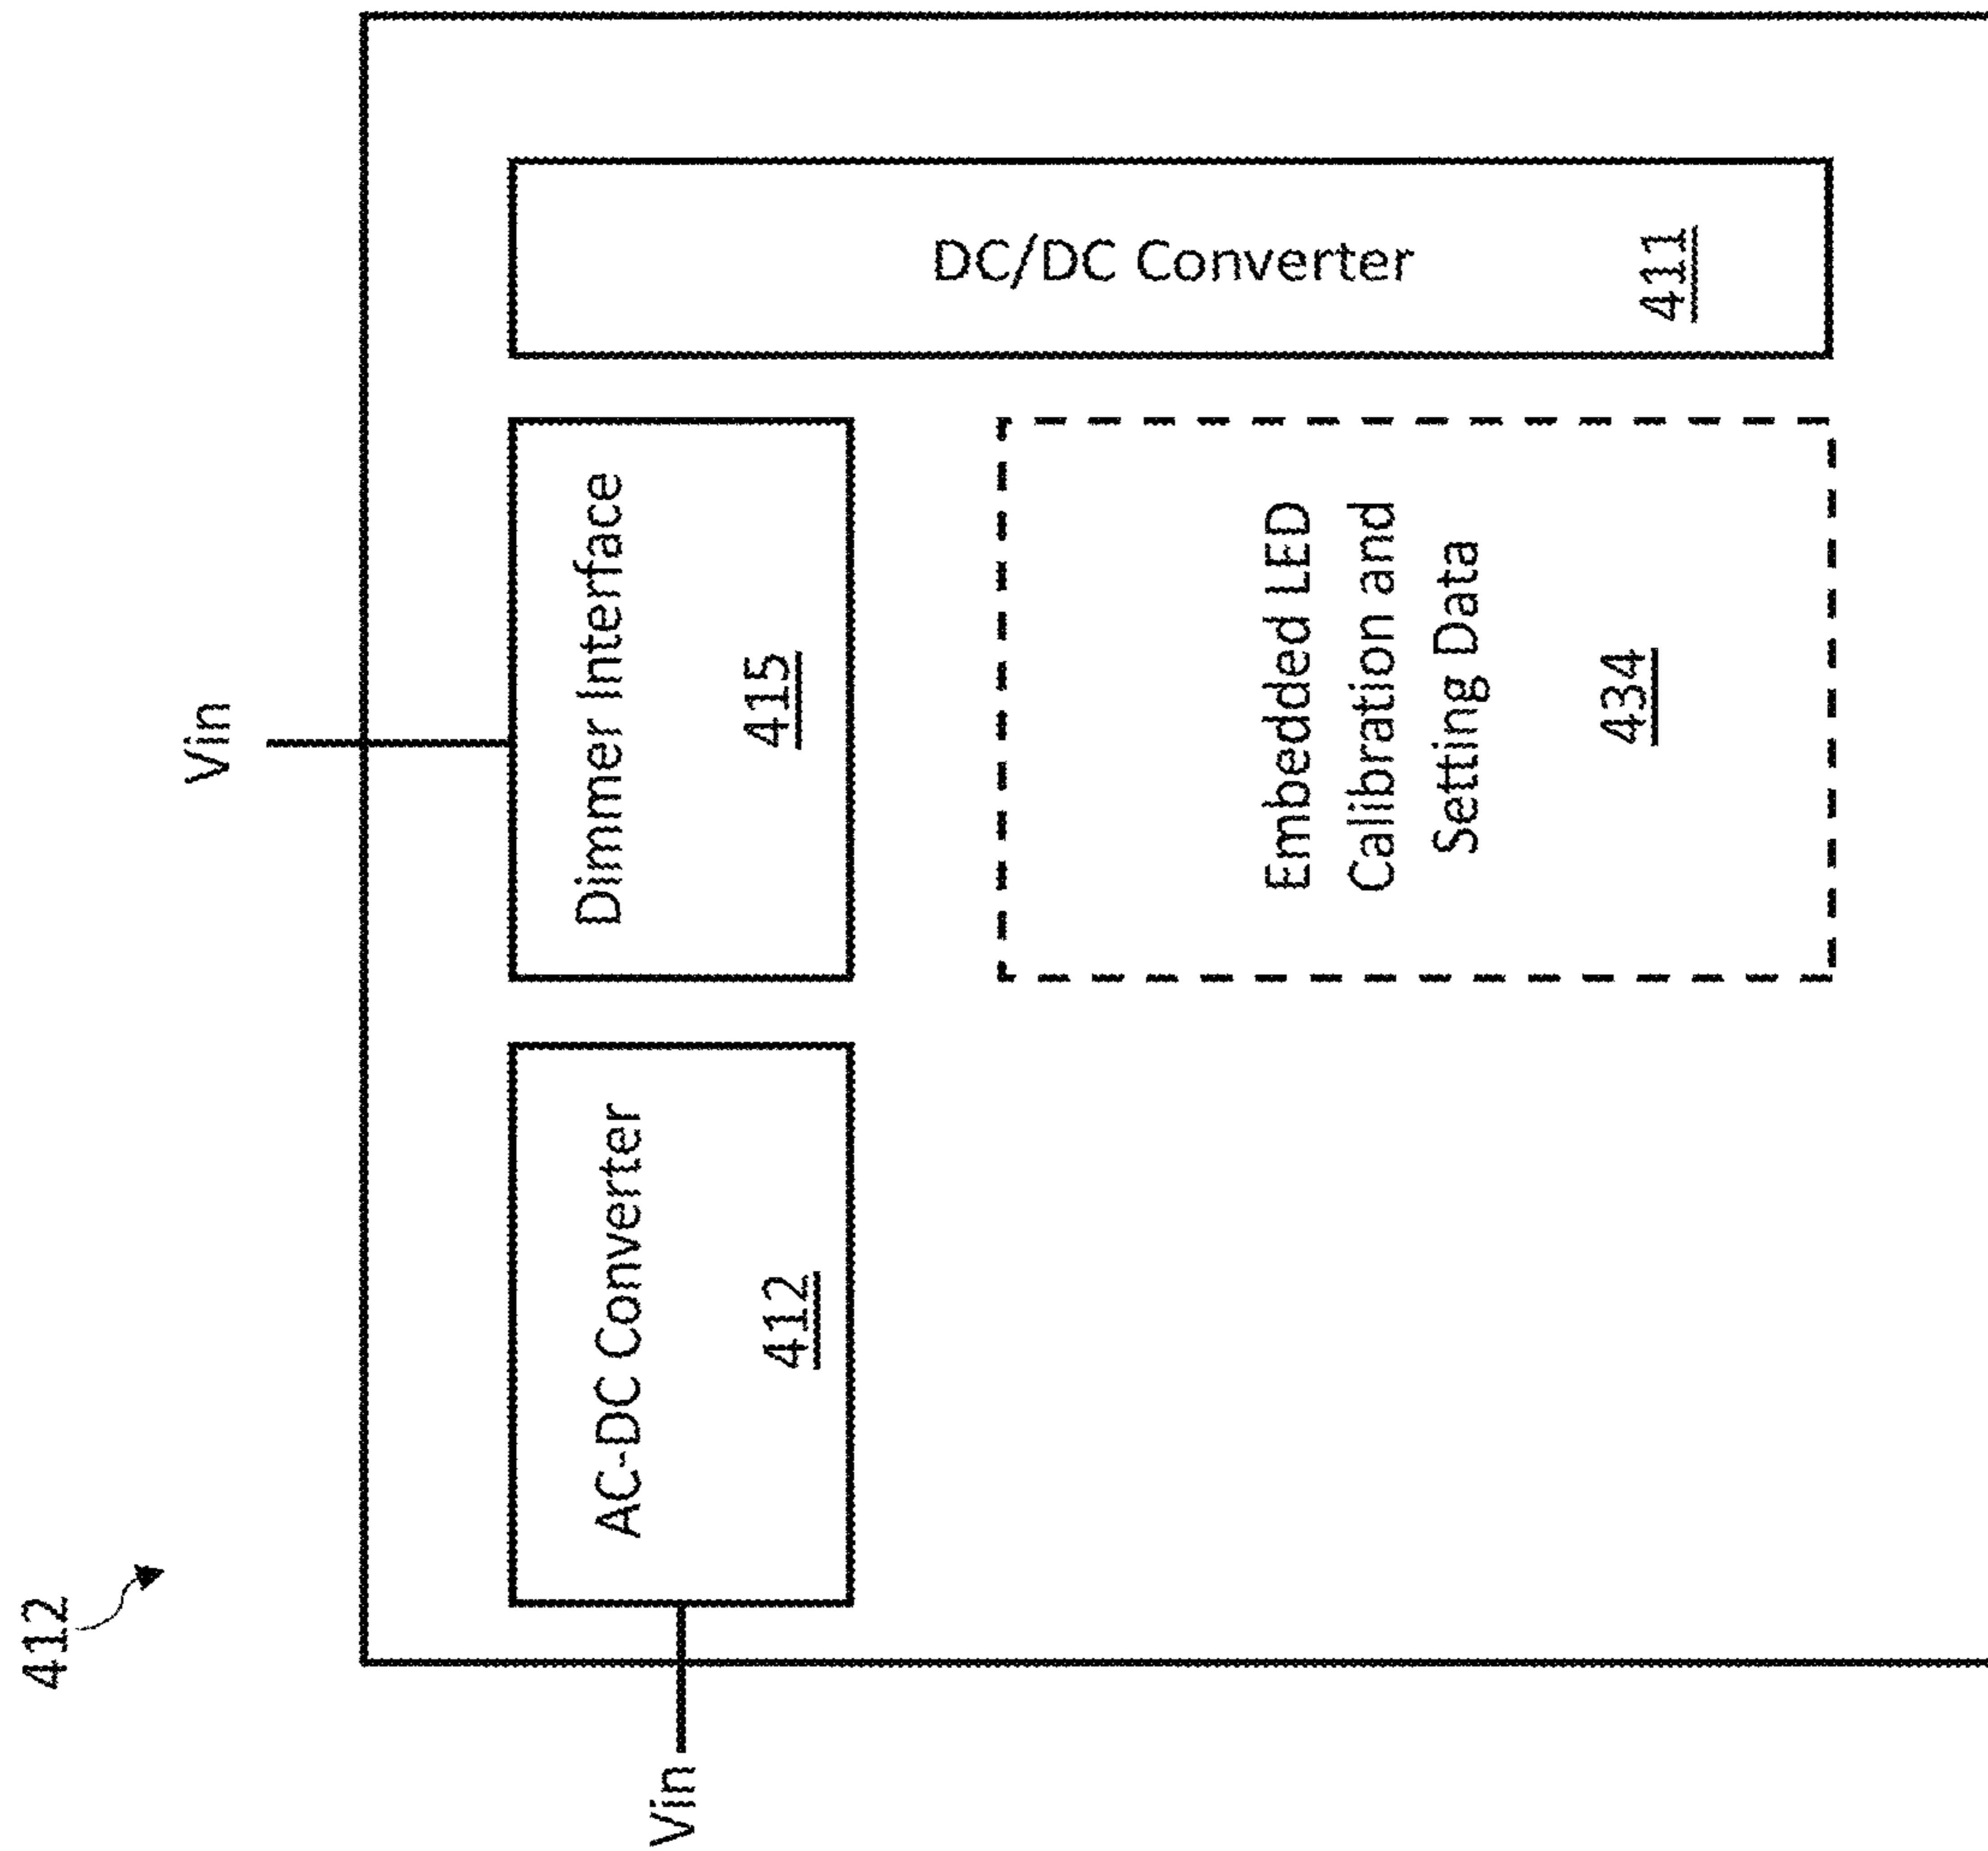 412
Vin
Vin
AC-DC Converter
412
Dimmer Interface
415
DC/DC Converter
411
Embedded LED
Calibration and
Setting Data
434